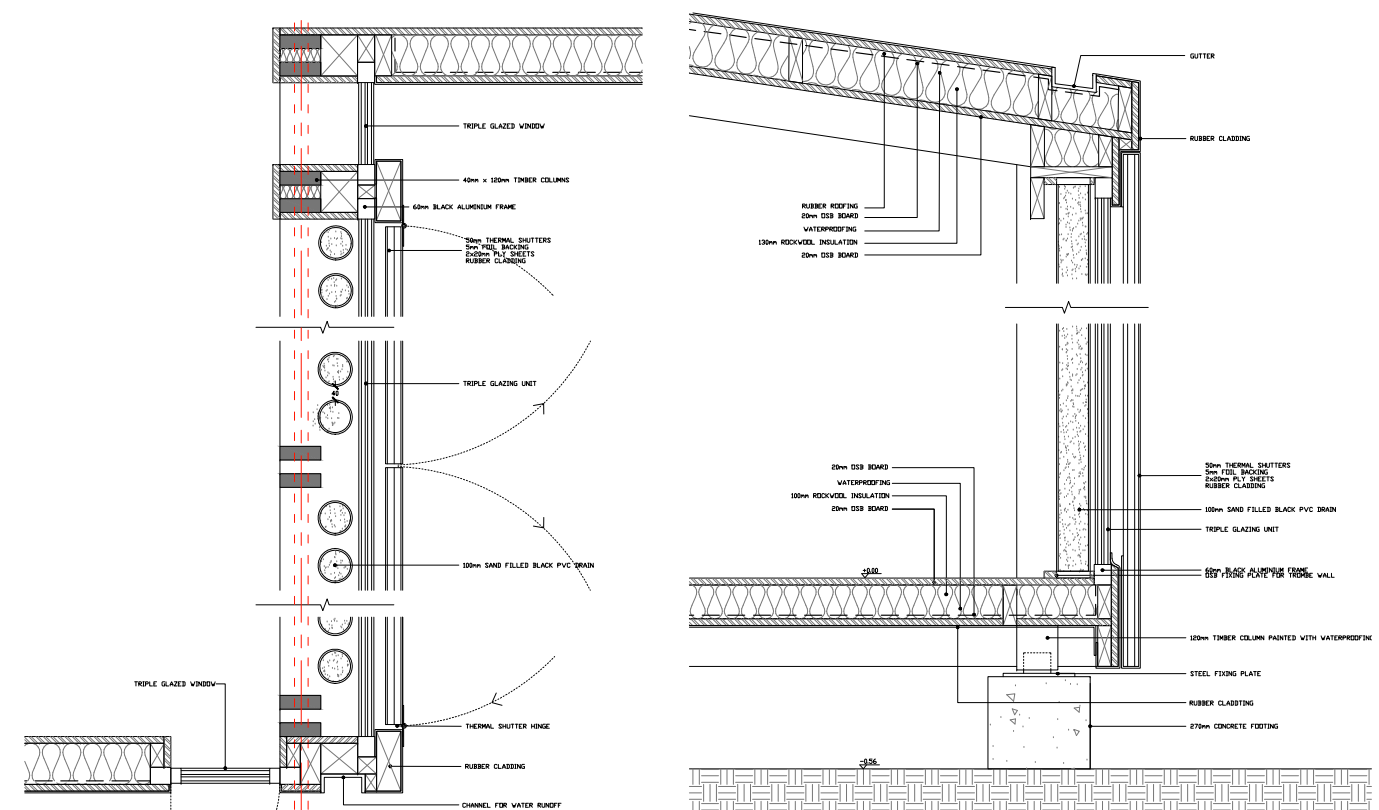 TRIPLE GLAZED WINDOW
40mm x 120mm TIMBER COLUMNS
60mm BLACK ALUMINIUM FRAME
50mm THERMAL SHUTTERS
5mm FOIL BACKING
2x20mm PLY SHEETS
RUBBER CLADDING
TRIPLE GLAZING UNIT
40
100mm SAND FILLED BLACK PVC DRAIN
TRIPLE GLAZED WINDOW
THERMAL SHUTTER HINGE
RUBBER CLADDING
CHANNEL FOR WATER RUNOFF
GUTTER
RUBBER CLADDING
RUBBER ROOFING
20mm OSB BOARD
WATERPROOFING
130mm ROCKWOOL INSULATION
20mm OSB BOARD
20mm OSB BOARD
WATERPROOFING
100mm ROCKWOOL INSULATION
20mm OSB BOARD
50mm THERMAL SHUTTERS
5mm FOIL BACKING
2x20mm PLY SHEETS
RUBBER CLADDING
100mm SAND FILLED BLACK PVC DRAIN
TRIPLE GLAZING UNIT
+0.00
60mm BLACK ALUMINIUM FRAME
OSB FIXING PLATE FOR TROMBE WALL
120mm TIMBER COLUMN PAINTED WITH WATERPROOFING
STEEL FIXING PLATE
RUBBER CLADDTING
270mm CONCRETE FOOTING
-0.56